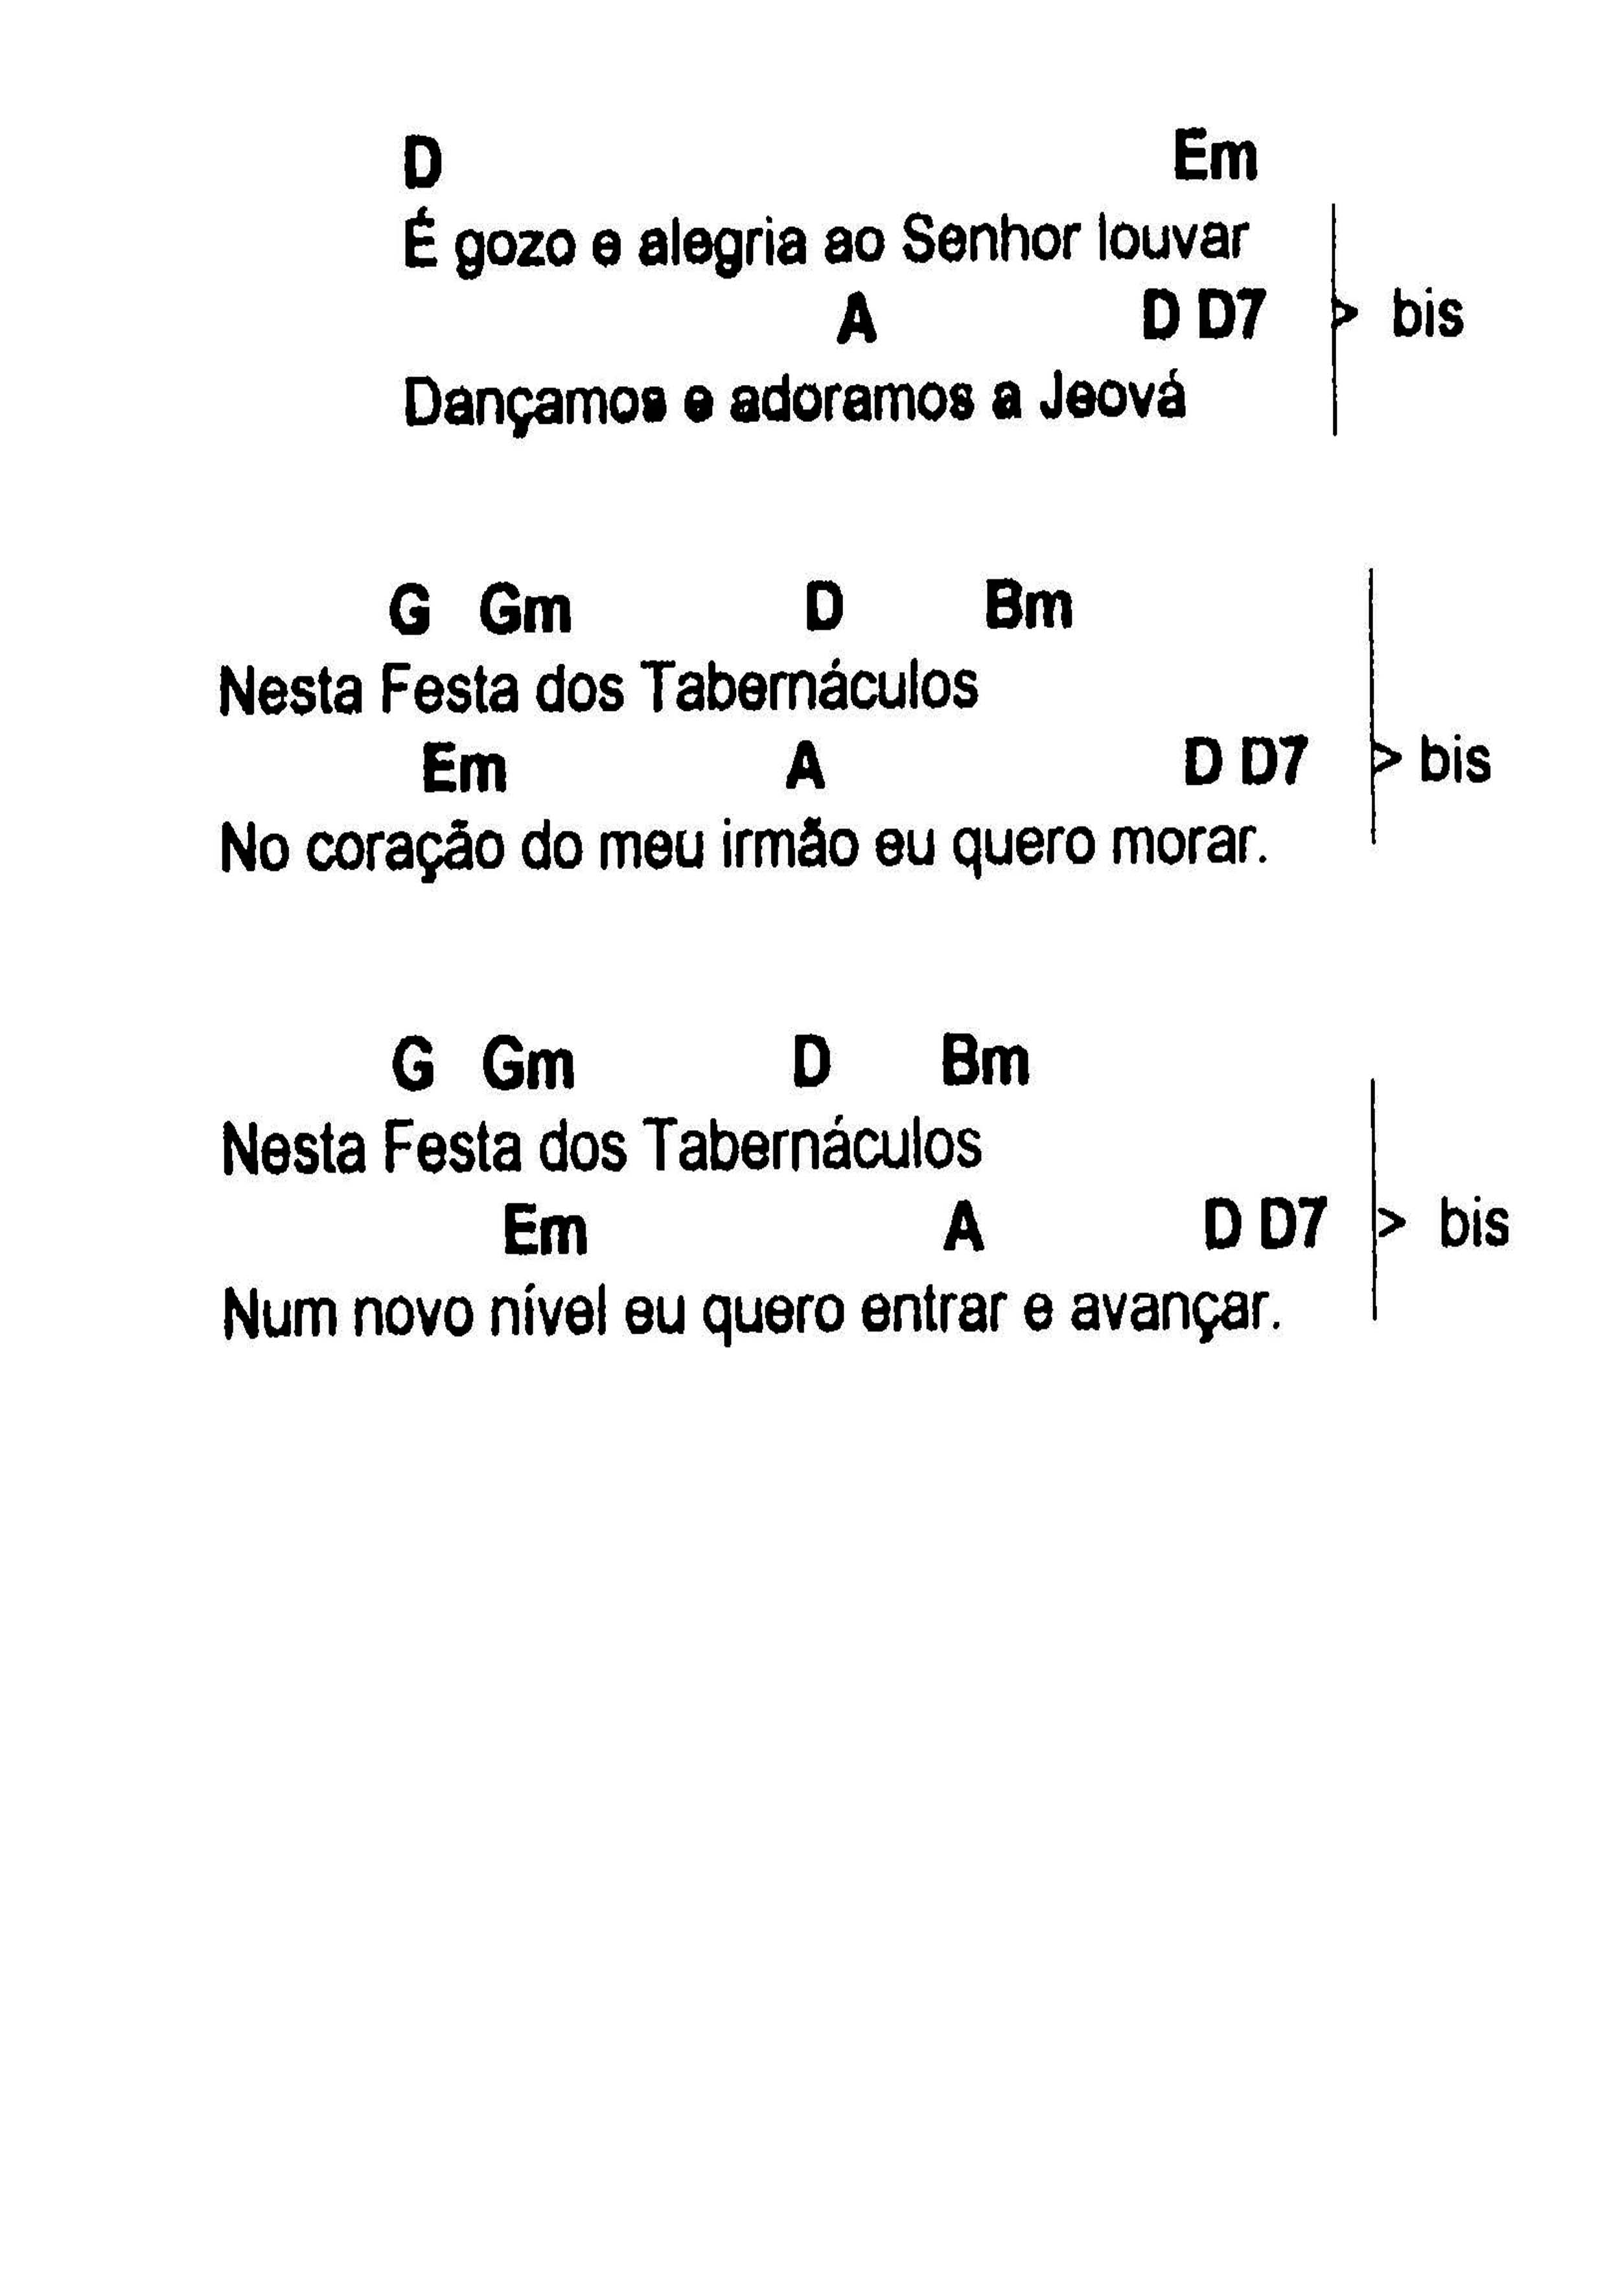 D Em
É gozo e alegria ao Senhor louvar
A D D7 > bis
Dançamos e adoramos a Jeová
G Gm D Bm
Nesta Festa dos Tabernáculos
Em A D D7 > bis
No coração do meu irmão eu quero morar.
G Gm D Bm
Nesta Festa dos Tabernáculos
Em A D D7 > bis
Num novo nível eu quero entrar e avançar.